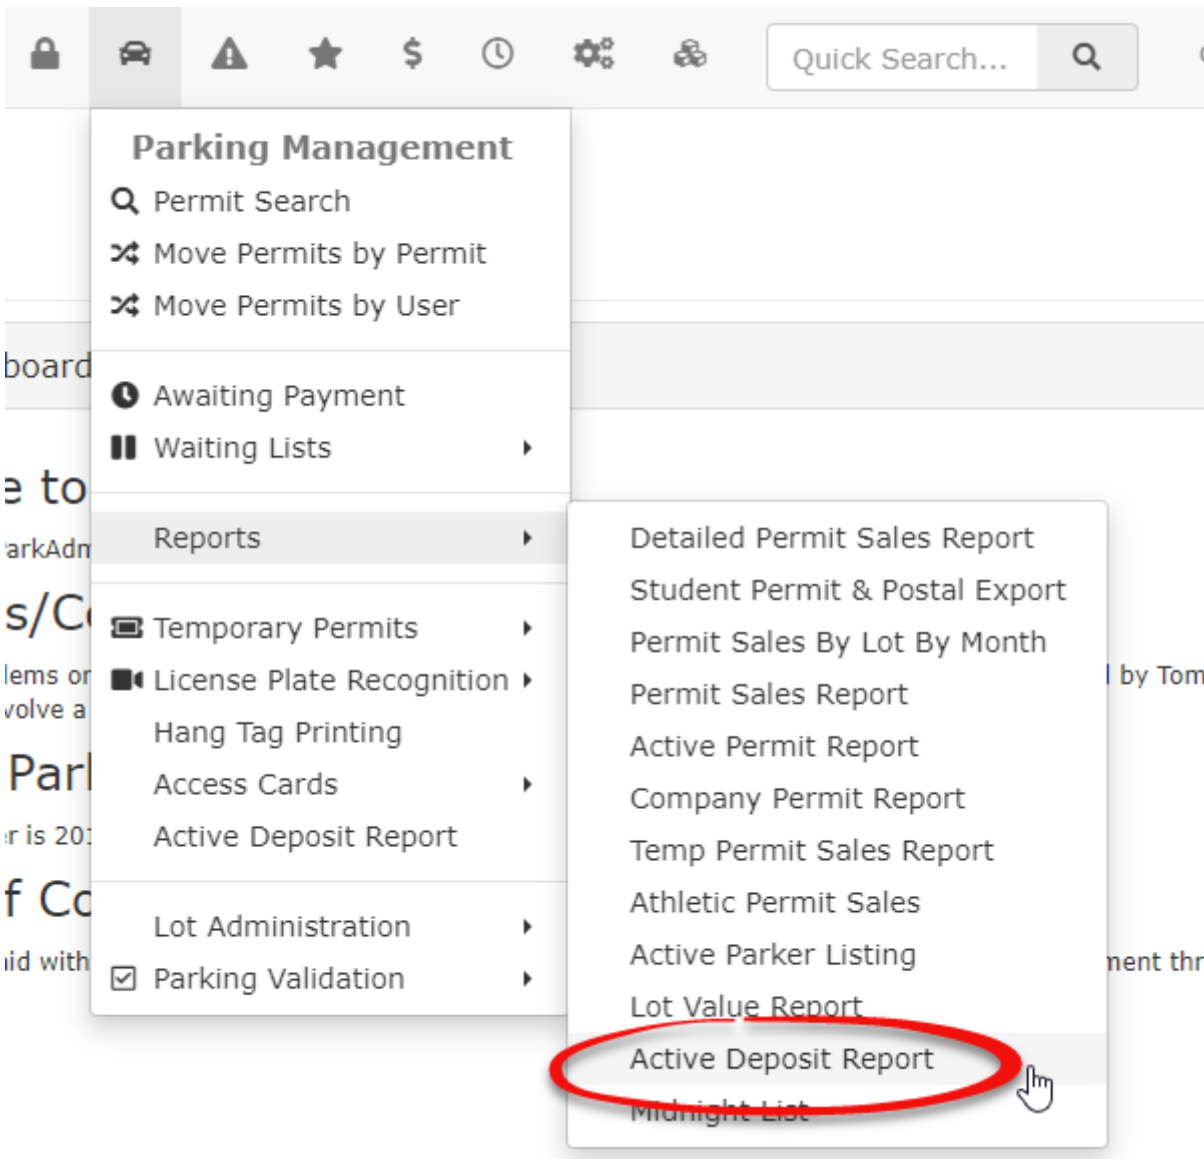 Quick Search...
Parking Management
Permit Search
Move Permits by Permit
Move Permits by User
board
Awaiting Payment
Waiting Lists
e to
Reports
arkAdm
s/Co
Temporary Permits
lems or
License Plate Recognition
volve a
Hang Tag Printing
Parl
Access Cards
r is 201
Active Deposit Report
f Co
Lot Administration
aid with
Parking Validation
Detailed Permit Sales Report
Student Permit & Postal Export
Permit Sales By Lot By Month
by Tom
Permit Sales Report
Active Permit Report
Company Permit Report
Temp Permit Sales Report
Athletic Permit Sales
Active Parker Listing
ment thr
Lot Value Report
Active Deposit Report
Midnight List